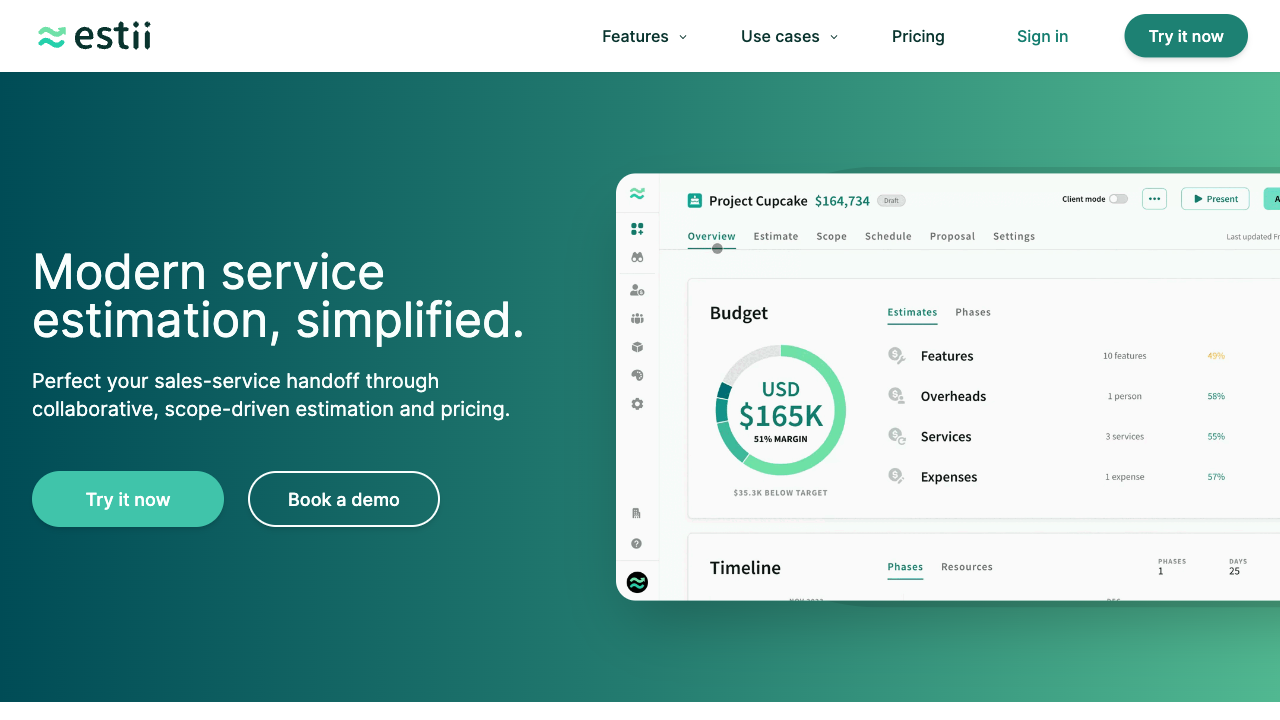 estii
Features
Use cases
Pricing
Sign in
Try it now
Modern service
estimation, simplified.
Perfect your sales-service handoff through
collaborative, scope-driven estimation and pricing.
Try it now
Book a demo
Project Cupcake $164,734 Draft
Client mode
Present
Overview Estimate Scope Schedule Proposal Settings
Last updated
Budget
Estimates Phases
USD
$165K
51% MARGIN
$35.3K BELOW TARGET
Features 10 features 49%
Overheads 1 person 58%
Services 3 services 55%
Expenses 1 expense 57%
Timeline
Phases Resources
PHASES
1
DAYS
25